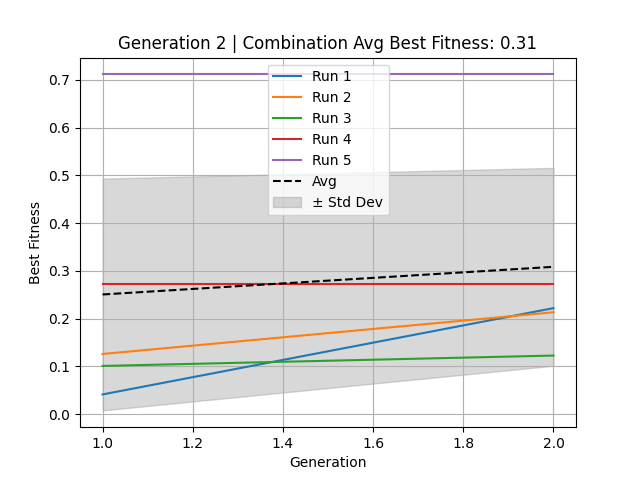 Generation 2 | Combination Avg Best Fitness: 0.31
Best Fitness
0.7
0.6
0.5
0.4
0.3
0.2
0.1
0.0
Run 1
Run 2
Run 3
Run 4
Run 5
Avg
± Std Dev
1.0 1.2 1.4 1.6 1.8 2.0
Generation